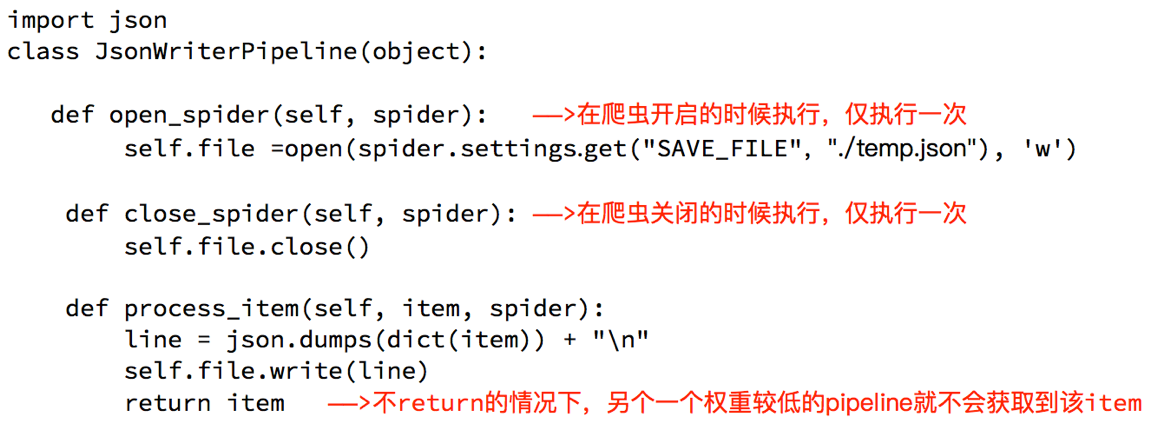 import json
class JsonWriterPipeline(object):
def open_spider(self, spider): ——>在爬虫开启的时候执行，仅执行一次
self.file =open(spider.settings.get("SAVE_FILE", "./temp.json"), 'w')
def close_spider(self, spider): ——>在爬虫关闭的时候执行，仅执行一次
self.file.close()
def process_item(self, item, spider):
line = json.dumps(dict(item)) + "\n"
self.file.write(line)
return item ——>不return的情况下，另个一个权重较低的pipeline就不会获取到该item